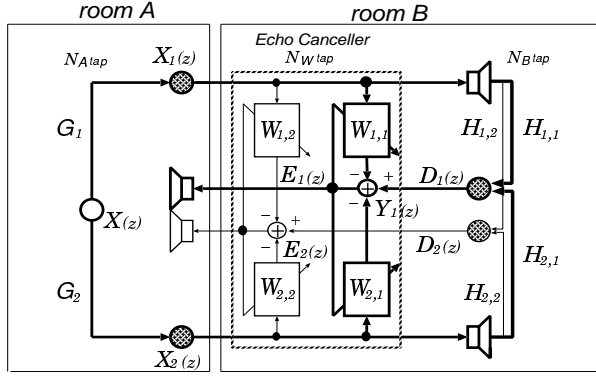 room A
room B
Echo Canceller
N_A tap
X_1(z)
N_W tap
N_B tap
G_1
W_1,2
W_1,1
H_1,2
H_1,1
E_1(z)
D_1(z)
X(z)
Y_1(z)
E_2(z)
D_2(z)
G_2
W_2,2
W_2,1
H_2,2
H_2,1
X_2(z)
− + − − + −